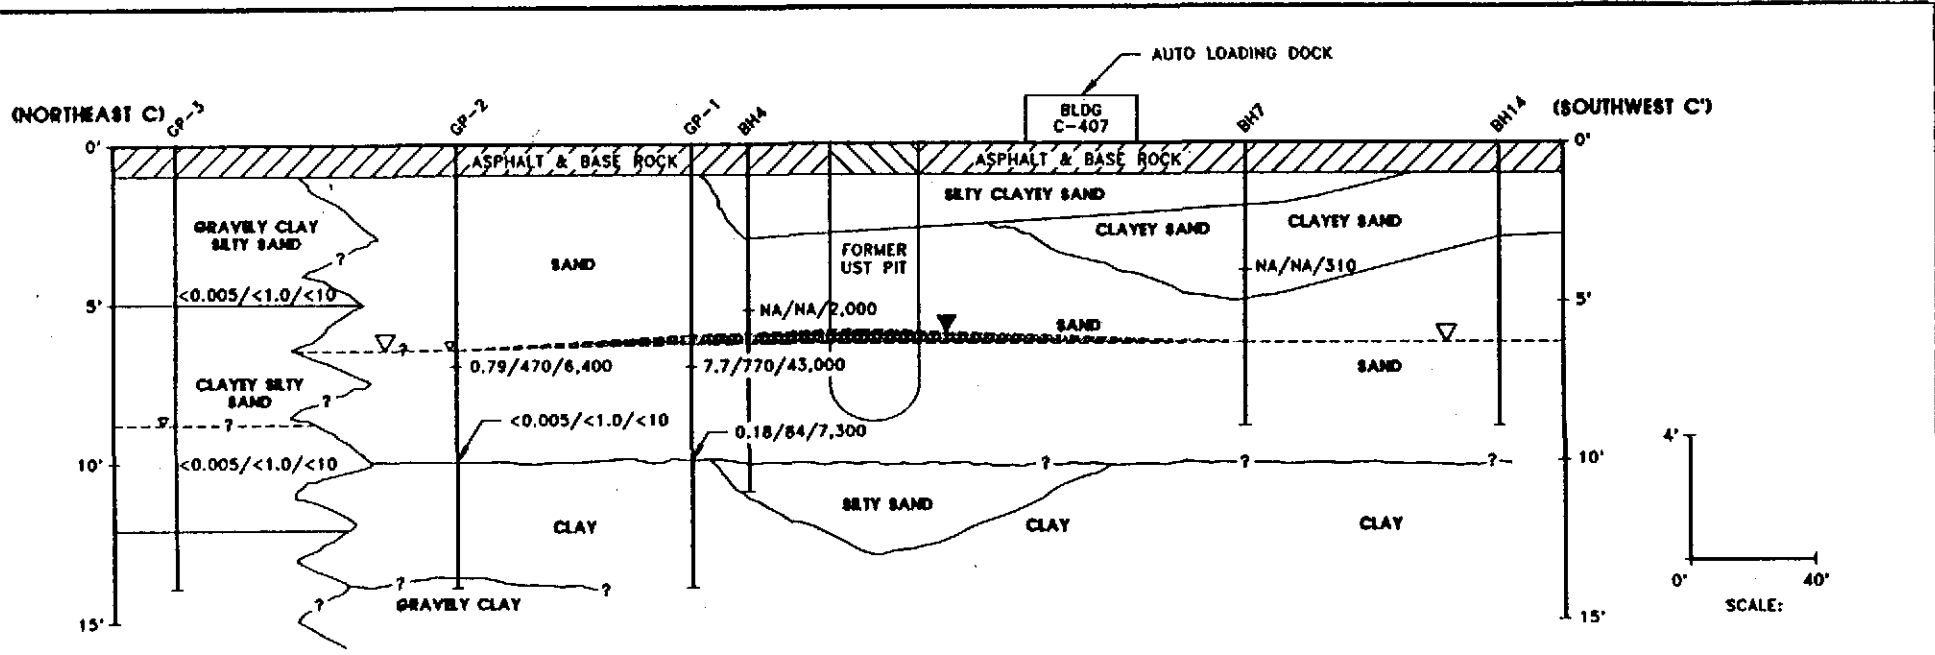 AUTO LOADING DOCK
(NORTHEAST C)
GP-3
GP-2
GP-1
BH4
BLDG
C-407
BH7
BH14
(SOUTHWEST C')
0'
0'
ASPHALT & BASE ROCK
ASPHALT & BASE ROCK
SILTY CLAYEY SAND
GRAVELY CLAY
SILTY SAND
CLAYEY SAND
CLAYEY SAND
?
SAND
FORMER
UST PIT
NA/NA/310
<0.005/<1.0/<10
5'
5'
NA/NA/2,000
SAND
?
0.79/470/6,400
7.7/770/43,000
SAND
CLAYEY SILTY
SAND
?
?
<0.005/<1.0/<10
0.18/84/7,300
4'
<0.005/<1.0/<10
10'
?
?
?
10'
SILTY SAND
CLAY
CLAY
CLAY
0'
40'
SCALE:
?
?
?
GRAVELY CLAY
15'
15'